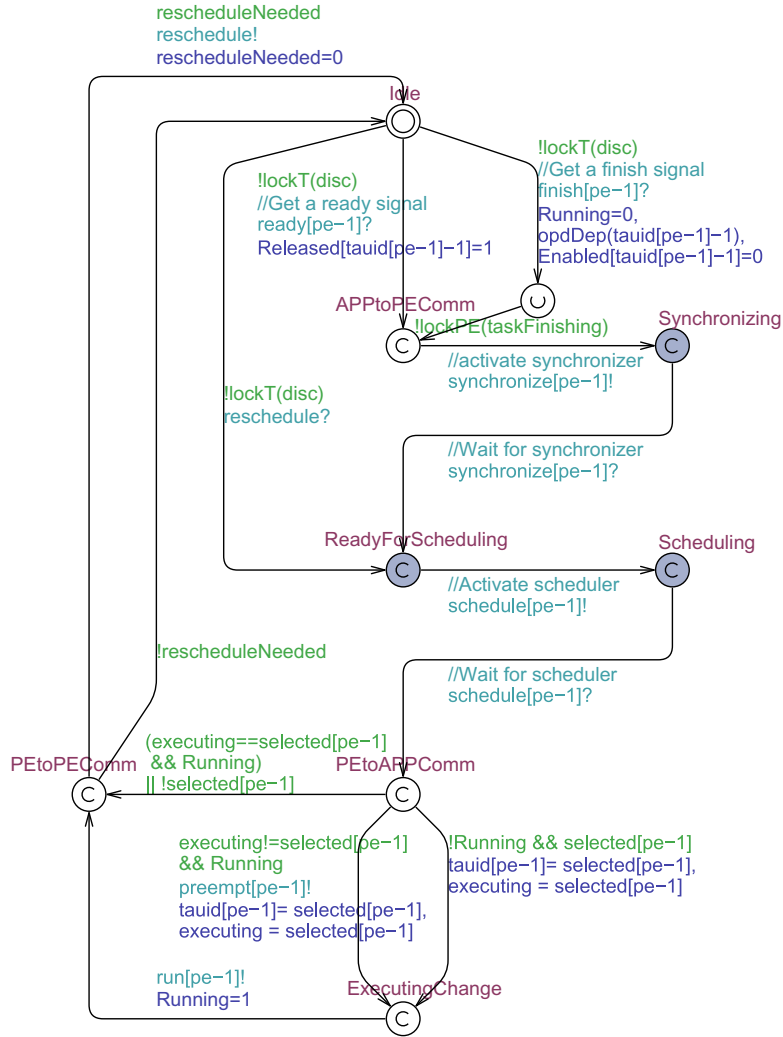 rescheduleNeeded
reschedule!
rescheduleNeeded=0
Idle
!lockT(disc)
//Get a finish signal
finish[pe−1]?
Running=0,
opdDep(tauid[pe−1]−1),
Enabled[tauid[pe−1]−1]=0
!lockT(disc)
//Get a ready signal
ready[pe−1]?
Released[tauid[pe−1]−1]=1
APPtoPEComm
!lockPE(taskFinishing)
Synchronizing
C
C
//activate synchronizer
synchronize[pe−1]!
!lockT(disc)
reschedule?
//Wait for synchronizer
synchronize[pe−1]?
ReadyForScheduling
Scheduling
C
C
//Activate scheduler
schedule[pe−1]!
!rescheduleNeeded
//Wait for scheduler
schedule[pe−1]?
(executing==selected[pe−1]
&& Running)
|| !selected[pe−1]
PEtoPEComm
PEtoAPPComm
C
C
executing!=selected[pe−1]
&& Running
preempt[pe−1]!
tauid[pe−1]= selected[pe−1],
executing = selected[pe−1]
!Running && selected[pe−1]
tauid[pe−1]= selected[pe−1],
executing = selected[pe−1]
run[pe−1]!
Running=1
ExecutingChange
C